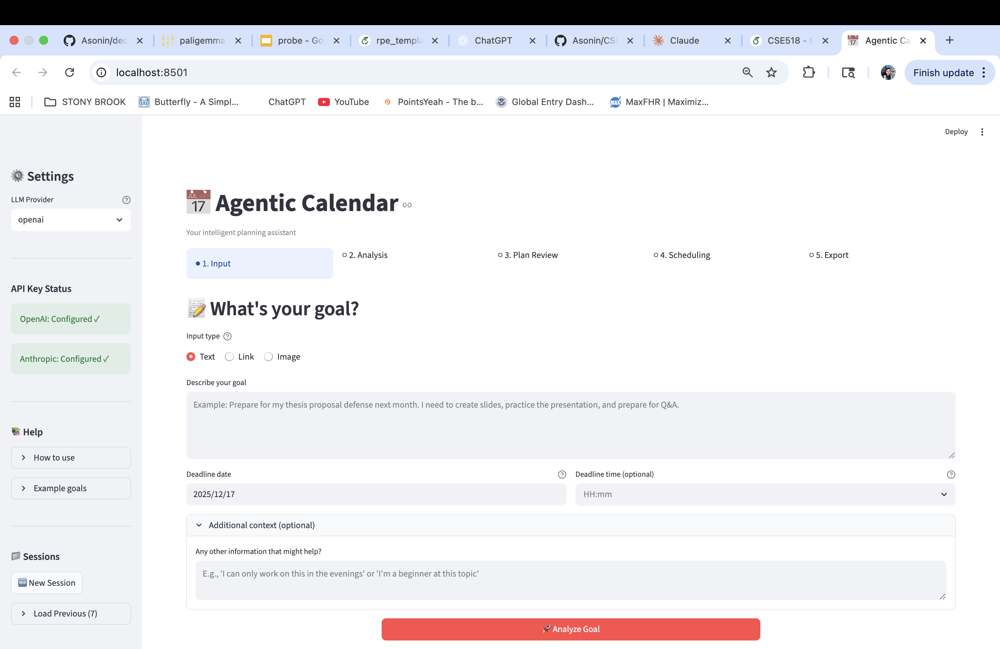 Asonin/dec
paligemma
probe - Go
rpe_templa
ChatGPT
Asonin/CS
Claude
CSE518 -
Agentic Ca
localhost:8501
Finish update
STONY BROOK
Butterfly - A Simpl...
ChatGPT
YouTube
PointsYeah - The b...
Global Entry Dash...
MAX
MaxFHR | Maximiz...
Deploy
Settings
LLM Provider
openai
API Key Status
OpenAI: Configured ✓
Anthropic: Configured ✓
Help
How to use
Example goals
Sessions
NEW New Session
Load Previous (7)
JUL
17
Agentic Calendar
Your intelligent planning assistant
1. Input
2. Analysis
3. Plan Review
4. Scheduling
5. Export
What's your goal?
Input type
Text
Link
Image
Describe your goal
Example: Prepare for my thesis proposal defense next month. I need to create slides, practice the presentation, and prepare for Q&A.
Deadline date
2025/12/17
Deadline time (optional)
HH:mm
Additional context (optional)
Any other information that might help?
E.g., 'I can only work on this in the evenings' or 'I'm a beginner at this topic'
Analyze Goal